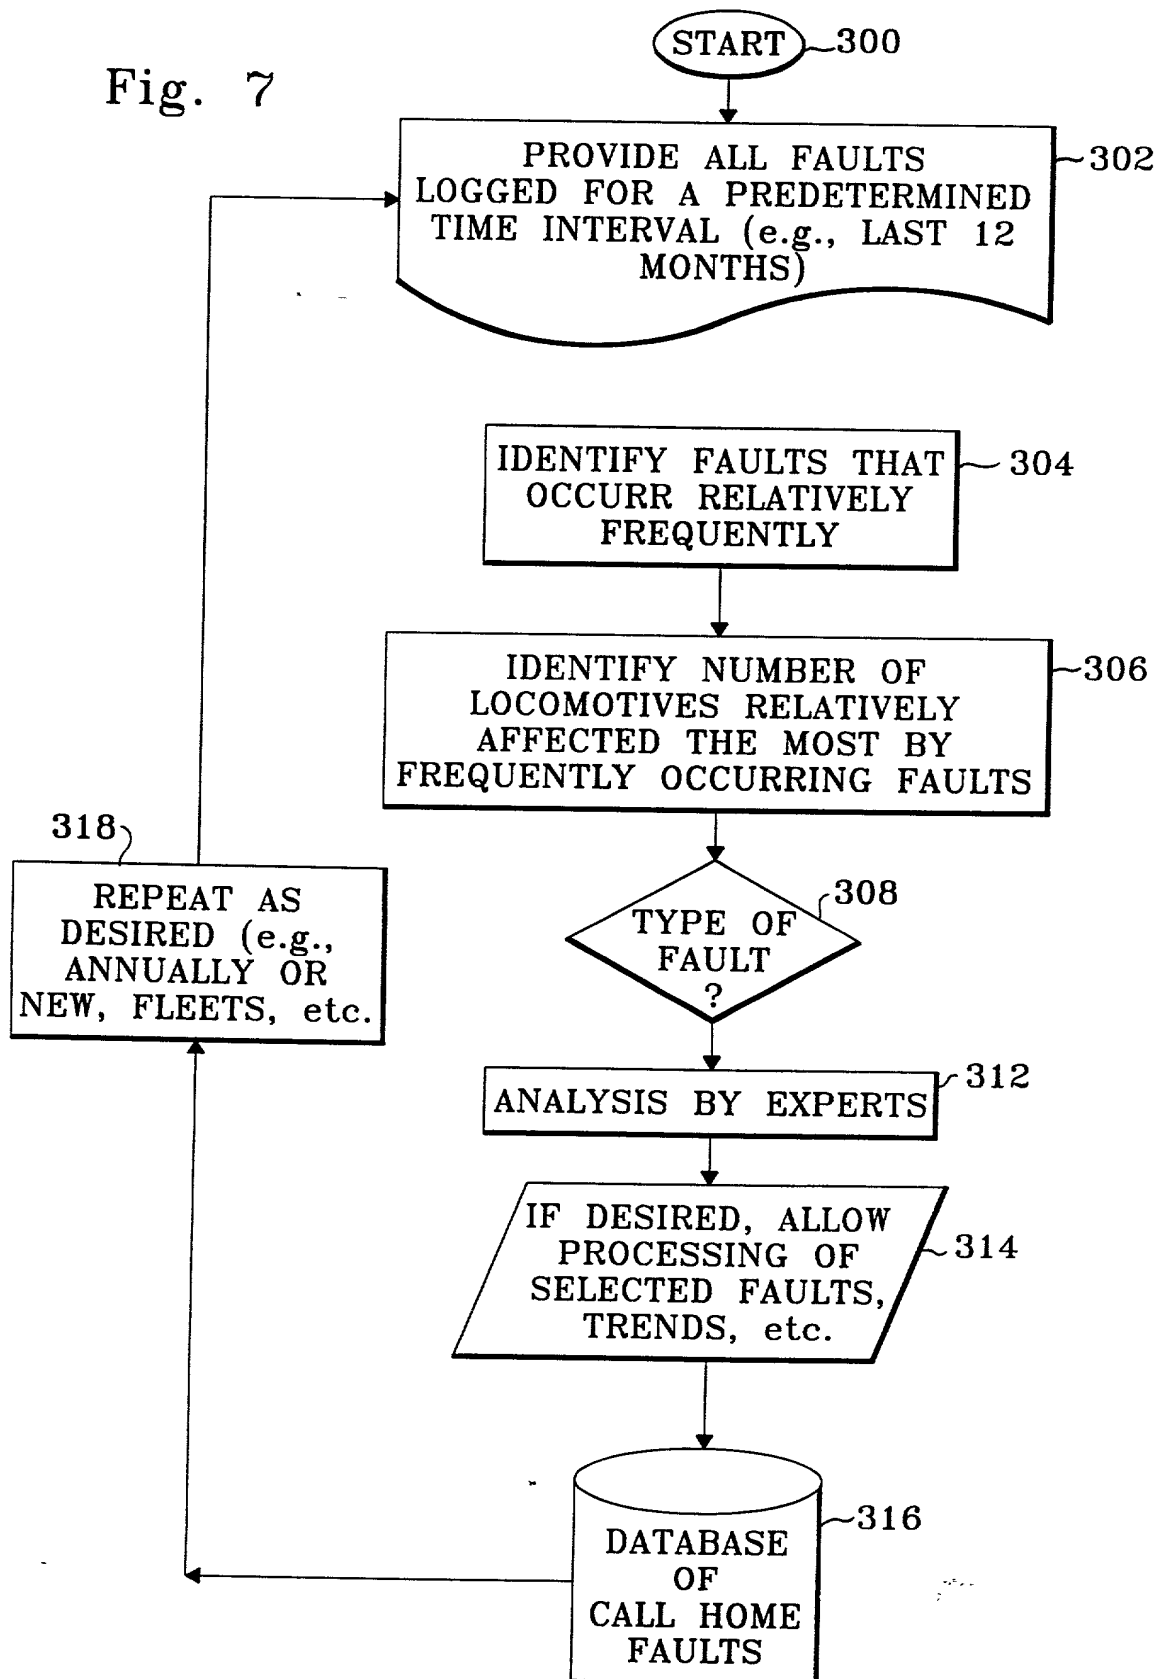 Fig. 7
START
300
PROVIDE ALL FAULTS
LOGGED FOR A PREDETERMINED
TIME INTERVAL (e.g., LAST 12
MONTHS)
302
IDENTIFY FAULTS THAT
OCCURR RELATIVELY
FREQUENTLY
304
IDENTIFY NUMBER OF
LOCOMOTIVES RELATIVELY
AFFECTED THE MOST BY
FREQUENTLY OCCURRING FAULTS
306
TYPE OF
FAULT
?
308
ANALYSIS BY EXPERTS
312
IF DESIRED, ALLOW
PROCESSING OF
SELECTED FAULTS,
TRENDS, etc.
314
DATABASE
OF
CALL HOME
FAULTS
316
318
REPEAT AS
DESIRED (e.g.,
ANNUALLY OR
NEW, FLEETS, etc.